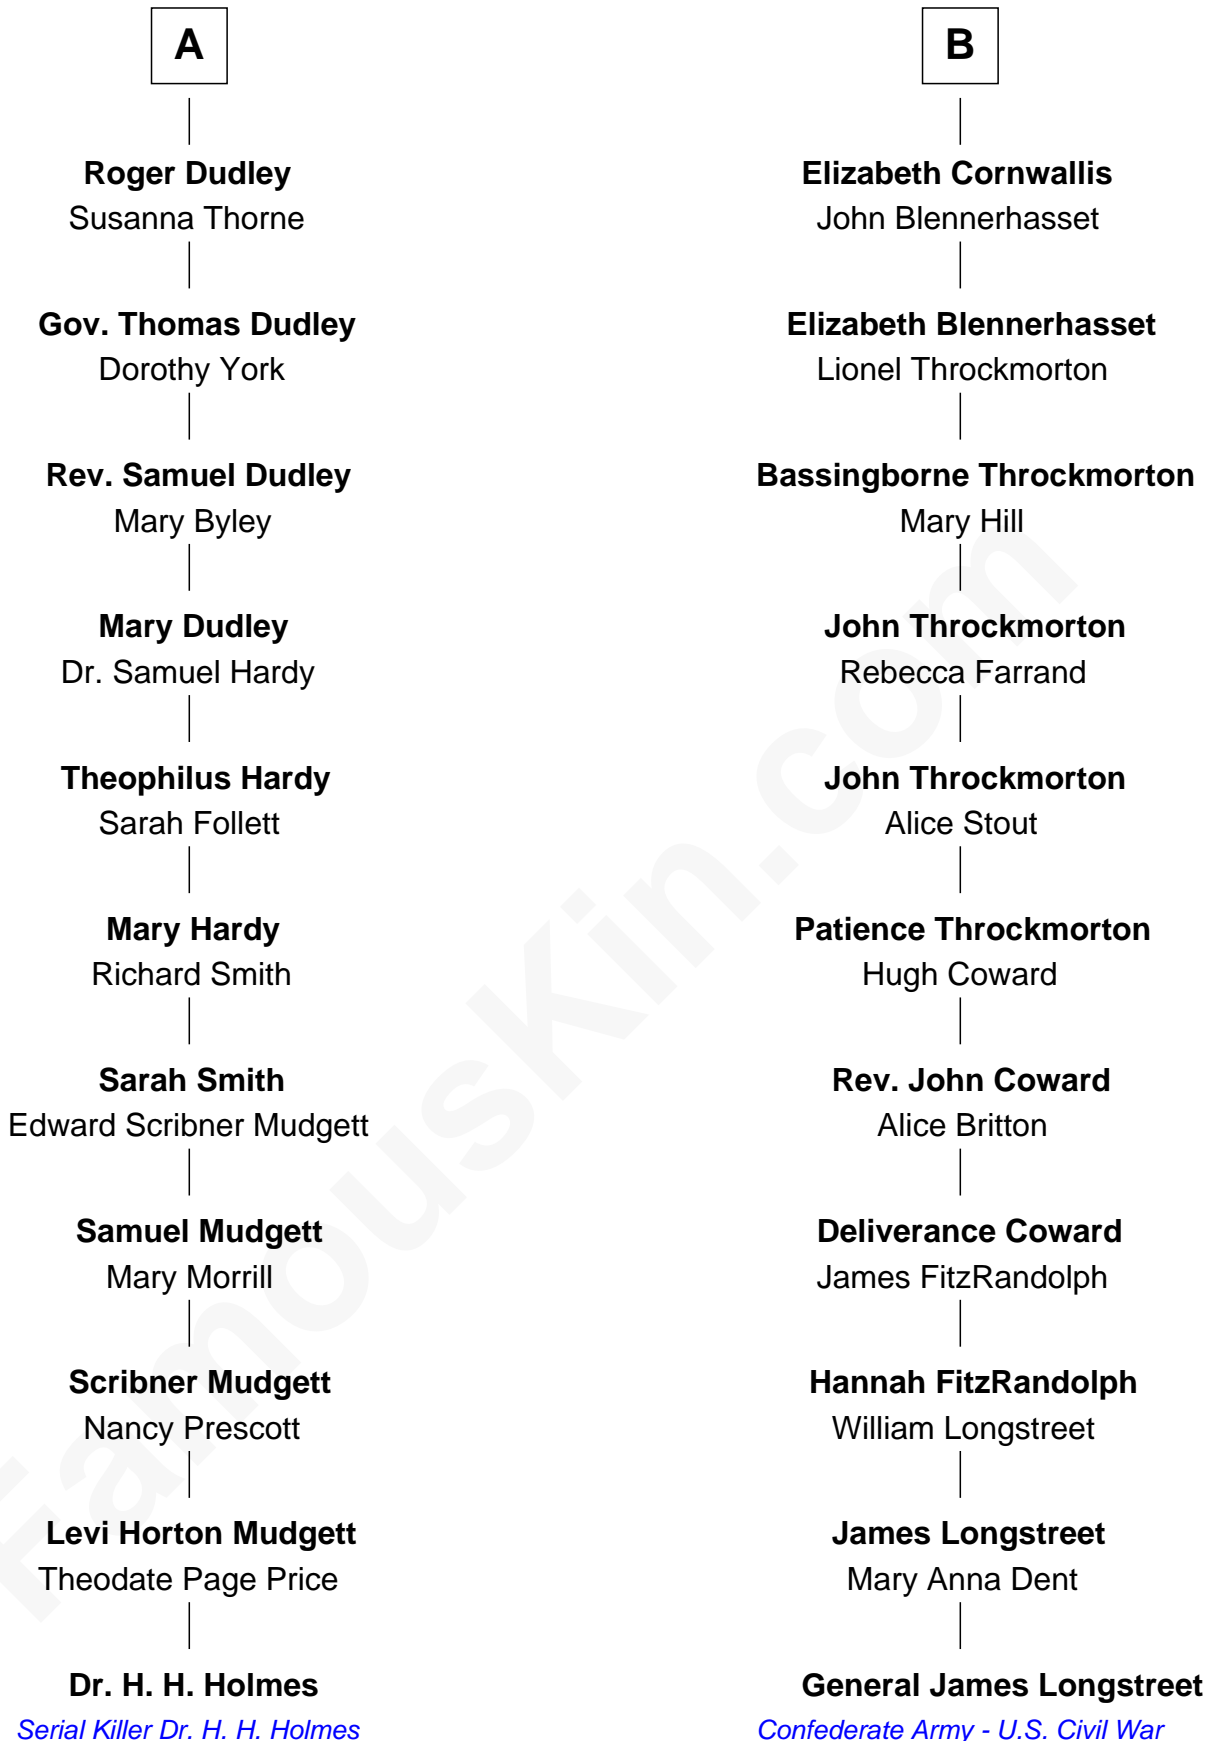 A
Roger Dudley
Susanna Thorne
Gov. Thomas Dudley
Dorothy York
Rev. Samuel Dudley
Mary Byley
Mary Dudley
Dr. Samuel Hardy
Theophilus Hardy
Sarah Follett
Mary Hardy
Richard Smith
Sarah Smith
Edward Scribner Mudgett
Samuel Mudgett
Mary Morrill
Scribner Mudgett
Nancy Prescott
Levi Horton Mudgett
Theodate Page Price
Dr. H. H. Holmes
Serial Killer Dr. H. H. Holmes
B
Elizabeth Cornwallis
John Blennerhasset
Elizabeth Blennerhasset
Lionel Throckmorton
Bassingborne Throckmorton
Mary Hill
John Throckmorton
Rebecca Farrand
John Throckmorton
Alice Stout
Patience Throckmorton
Hugh Coward
Rev. John Coward
Alice Britton
Deliverance Coward
James FitzRandolph
Hannah FitzRandolph
William Longstreet
James Longstreet
Mary Anna Dent
General James Longstreet
Confederate Army - U.S. Civil War
FamousKin.com